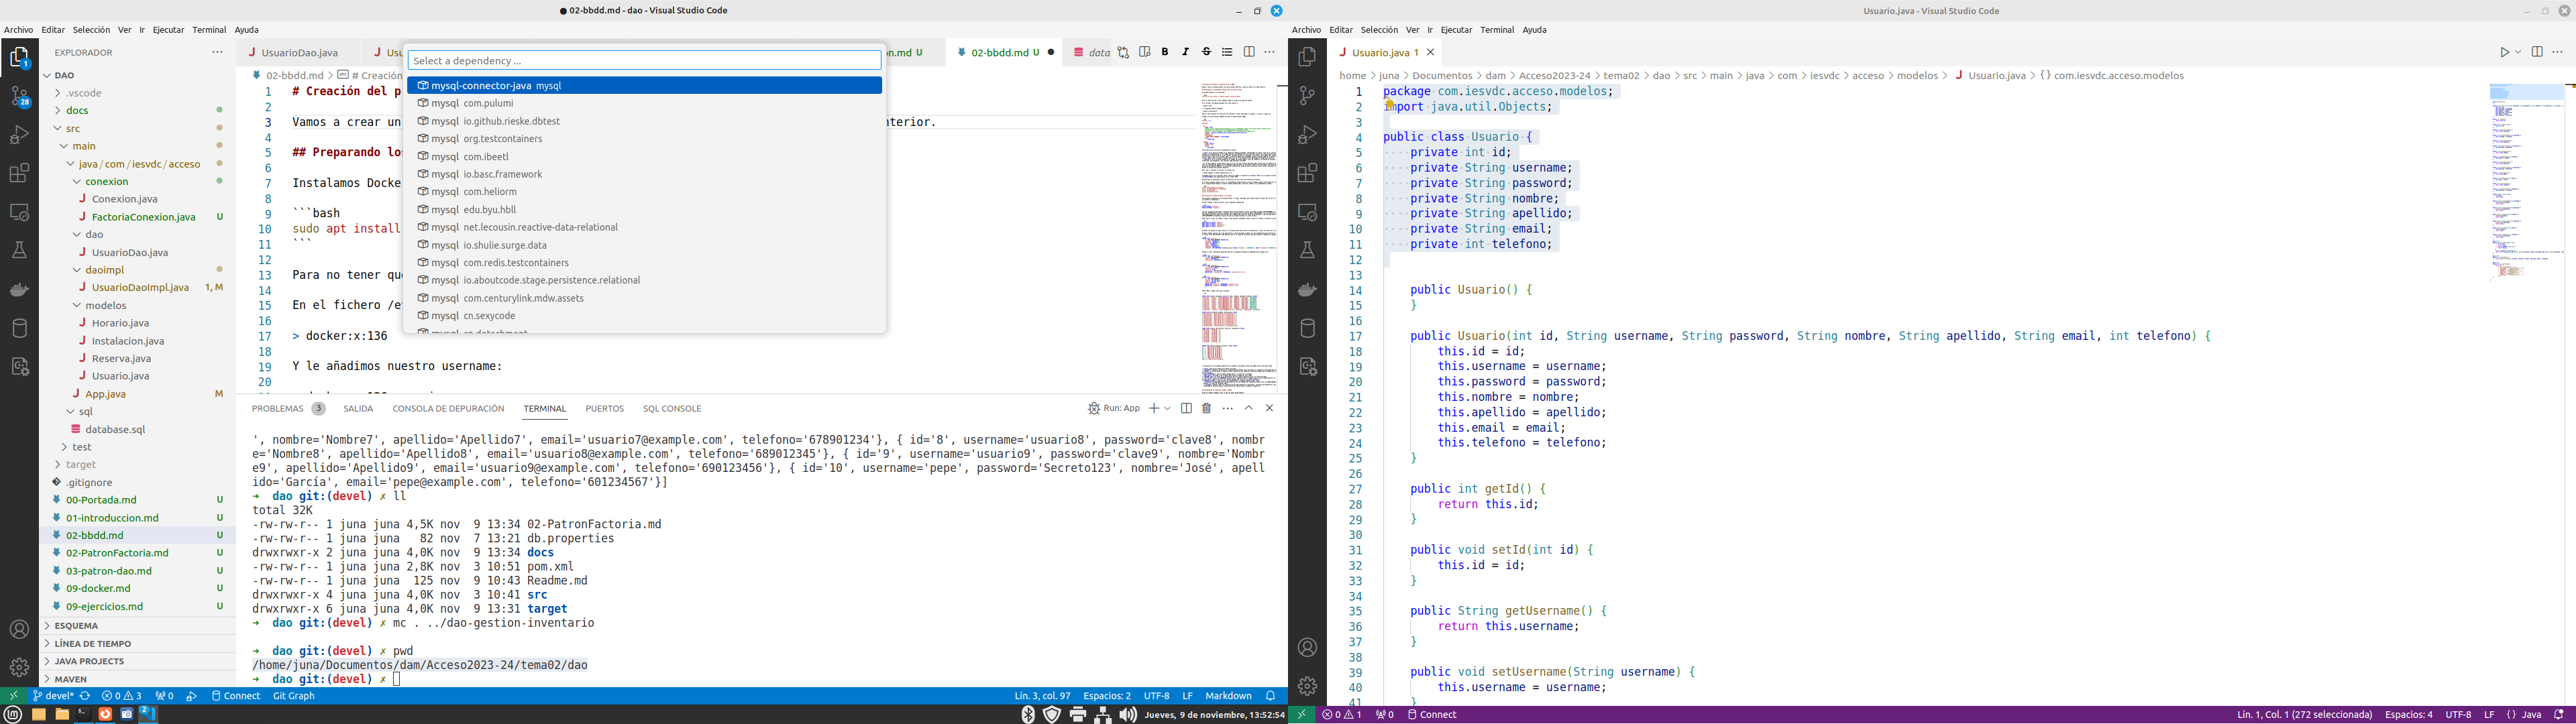 02-bbdd.md - dao - Visual Studio Code
Archivo Editar Selección Ver Ir Ejecutar Terminal Ayuda
EXPLORADOR
DAO
.vscode
docs
src
main
java/com/iesvdc/acceso
conexion
Conexion.java
FactoriaConexion.java U
dao
UsuarioDao.java
daoimpl
UsuarioDaoImpl.java 1, M
modelos
Horario.java
Instalacion.java
Reserva.java
Usuario.java
App.java M
sql
database.sql
test
target
.gitignore
00-Portada.md U
01-introduccion.md U
02-bbdd.md U
02-PatronFactoria.md U
03-patron-dao.md U
09-docker.md U
09-ejercicios.md U
ESQUEMA
LÍNEA DE TIEMPO
JAVA PROJECTS
MAVEN
UsuarioDao.java
on.md U
02-bbdd.md U
data
02-bbdd.md > # Creación
Select a dependency ...
mysql-connector-java mysql
mysql com.pulumi
mysql io.github.rieske.dbtest
mysql org.testcontainers
mysql com.ibeetl
mysql io.basc.framework
mysql com.heliorm
mysql edu.byu.hbll
mysql net.lecousin.reactive-data-relational
mysql io.shulie.surge.data
mysql com.redis.testcontainers
mysql io.aboutcode.stage.persistence.relational
mysql com.centurylink.mdw.assets
mysql cn.sexycode
1 # Creación del p
2
3 Vamos a crear un terior.
4
5 ## Preparando los
6
7 Instalamos Docke
8
9 ```bash
10 sudo apt install
11 ```
12
13 Para no tener que
14
15 En el fichero /e
16
17 > docker:x:136
18
19 Y le añadimos nuestro username:
20
PROBLEMAS 3 SALIDA CONSOLA DE DEPURACIÓN TERMINAL PUERTOS SQL CONSOLE
Run: App
', nombre='Nombre7', apellido='Apellido7', email='usuario7@example.com', telefono='678901234'}, { id='8', username='usuario8', password='clave8', nombr
e='Nombre8', apellido='Apellido8', email='usuario8@example.com', telefono='689012345'}, { id='9', username='usuario9', password='clave9', nombre='Nombr
e9', apellido='Apellido9', email='usuario9@example.com', telefono='690123456'}, { id='10', username='pepe', password='Secreto123', nombre='José', apell
ido='García', email='pepe@example.com', telefono='601234567'}]
➜ dao git:(devel) ✗ ll
total 32K
-rw-rw-r-- 1 juna juna 4,5K nov 9 13:34 02-PatronFactoria.md
-rw-rw-r-- 1 juna juna 82 nov 7 13:21 db.properties
drwxrwxr-x 2 juna juna 4,0K nov 9 13:34 docs
-rw-rw-r-- 1 juna juna 2,8K nov 3 10:51 pom.xml
-rw-rw-r-- 1 juna juna 125 nov 9 10:43 Readme.md
drwxrwxr-x 4 juna juna 4,0K nov 3 10:41 src
drwxrwxr-x 6 juna juna 4,0K nov 9 13:31 target
➜ dao git:(devel) ✗ mc . ../dao-gestion-inventario
➜ dao git:(devel) ✗ pwd
/home/juna/Documentos/dam/Acceso2023-24/tema02/dao
➜ dao git:(devel) ✗
devel* 0 3 0 Connect Git Graph
Lín. 3, col. 97 Espacios: 2 UTF-8 LF Markdown
Jueves, 9 de noviembre, 13:52:54
Usuario.java - Visual Studio Code
Archivo Editar Selección Ver Ir Ejecutar Terminal Ayuda
Usuario.java 1
home > juna > Documentos > dam > Acceso2023-24 > tema02 > dao > src > main > java > com > iesvdc > acceso > modelos > Usuario.java > {} com.iesvdc.acceso.modelos
1 package com.iesvdc.acceso.modelos;
2 import java.util.Objects;
3
4 public class Usuario {
5 private int id;
6 private String username;
7 private String password;
8 private String nombre;
9 private String apellido;
10 private String email;
11 private int telefono;
12
13
14 public Usuario() {
15 }
16
17 public Usuario(int id, String username, String password, String nombre, String apellido, String email, int telefono) {
18 this.id = id;
19 this.username = username;
20 this.password = password;
21 this.nombre = nombre;
22 this.apellido = apellido;
23 this.email = email;
24 this.telefono = telefono;
25 }
26
27 public int getId() {
28 return this.id;
29 }
30
31 public void setId(int id) {
32 this.id = id;
33 }
34
35 public String getUsername() {
36 return this.username;
37 }
38
39 public void setUsername(String username) {
40 this.username = username;
41 }
0 1 0 Connect
Lín. 1, Col. 1 (272 seleccionada) Espacios: 4 UTF-8 LF {} Java